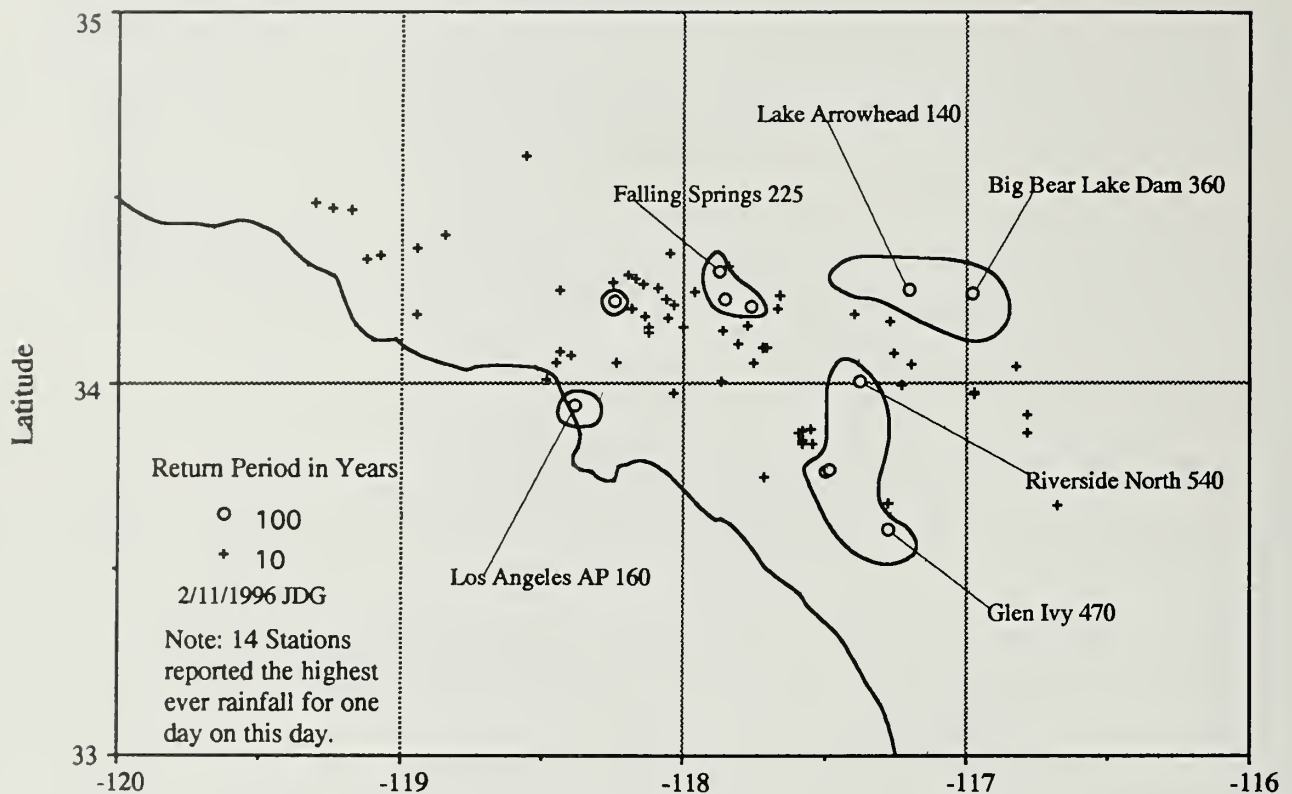 35
Lake Arrowhead 140
Big Bear Lake Dam 360
Falling Springs 225
Latitude
34
Return Period in Years
100
10
2/11/1996 JDG
Note: 14 Stations
reported the highest
ever rainfall for one
day on this day.
Riverside North 540
Los Angeles AP 160
Glen Ivy 470
33
-120
-119
-118
-117
-116